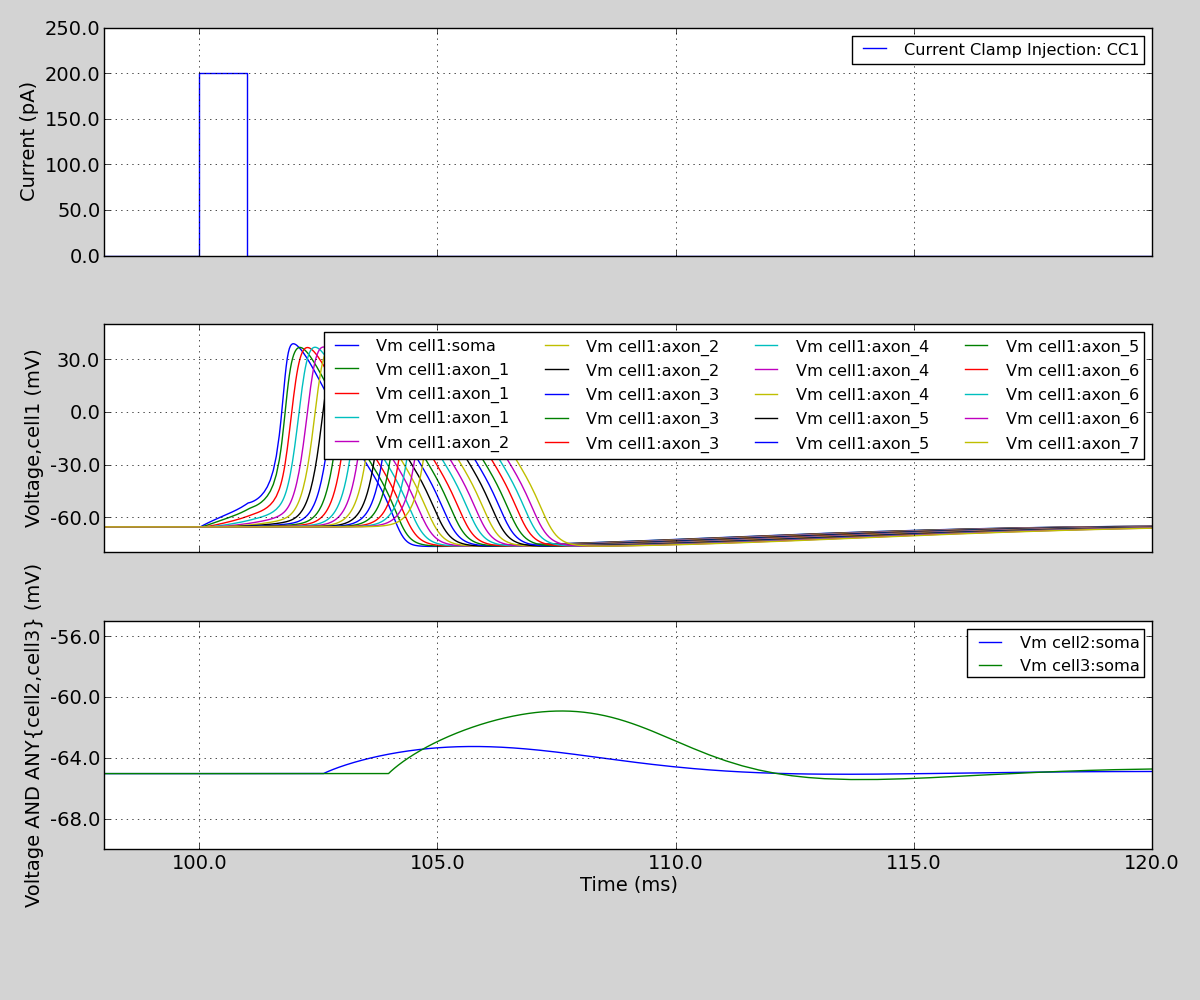 250.0
200.0
150.0
100.0
50.0
0.0
Current (pA)
Current Clamp Injection: CC1
30.0
0.0
-30.0
-60.0
Voltage,cell1 (mV)
Vm cell1:soma
Vm cell1:axon_1
Vm cell1:axon_1
Vm cell1:axon_1
Vm cell1:axon_2
Vm cell1:axon_2
Vm cell1:axon_2
Vm cell1:axon_3
Vm cell1:axon_3
Vm cell1:axon_3
Vm cell1:axon_4
Vm cell1:axon_4
Vm cell1:axon_4
Vm cell1:axon_5
Vm cell1:axon_5
Vm cell1:axon_5
Vm cell1:axon_6
Vm cell1:axon_6
Vm cell1:axon_6
Vm cell1:axon_7
-56.0
-60.0
-64.0
-68.0
Voltage AND ANY{cell2,cell3} (mV)
Vm cell2:soma
Vm cell3:soma
100.0 105.0 110.0 115.0 120.0
Time (ms)